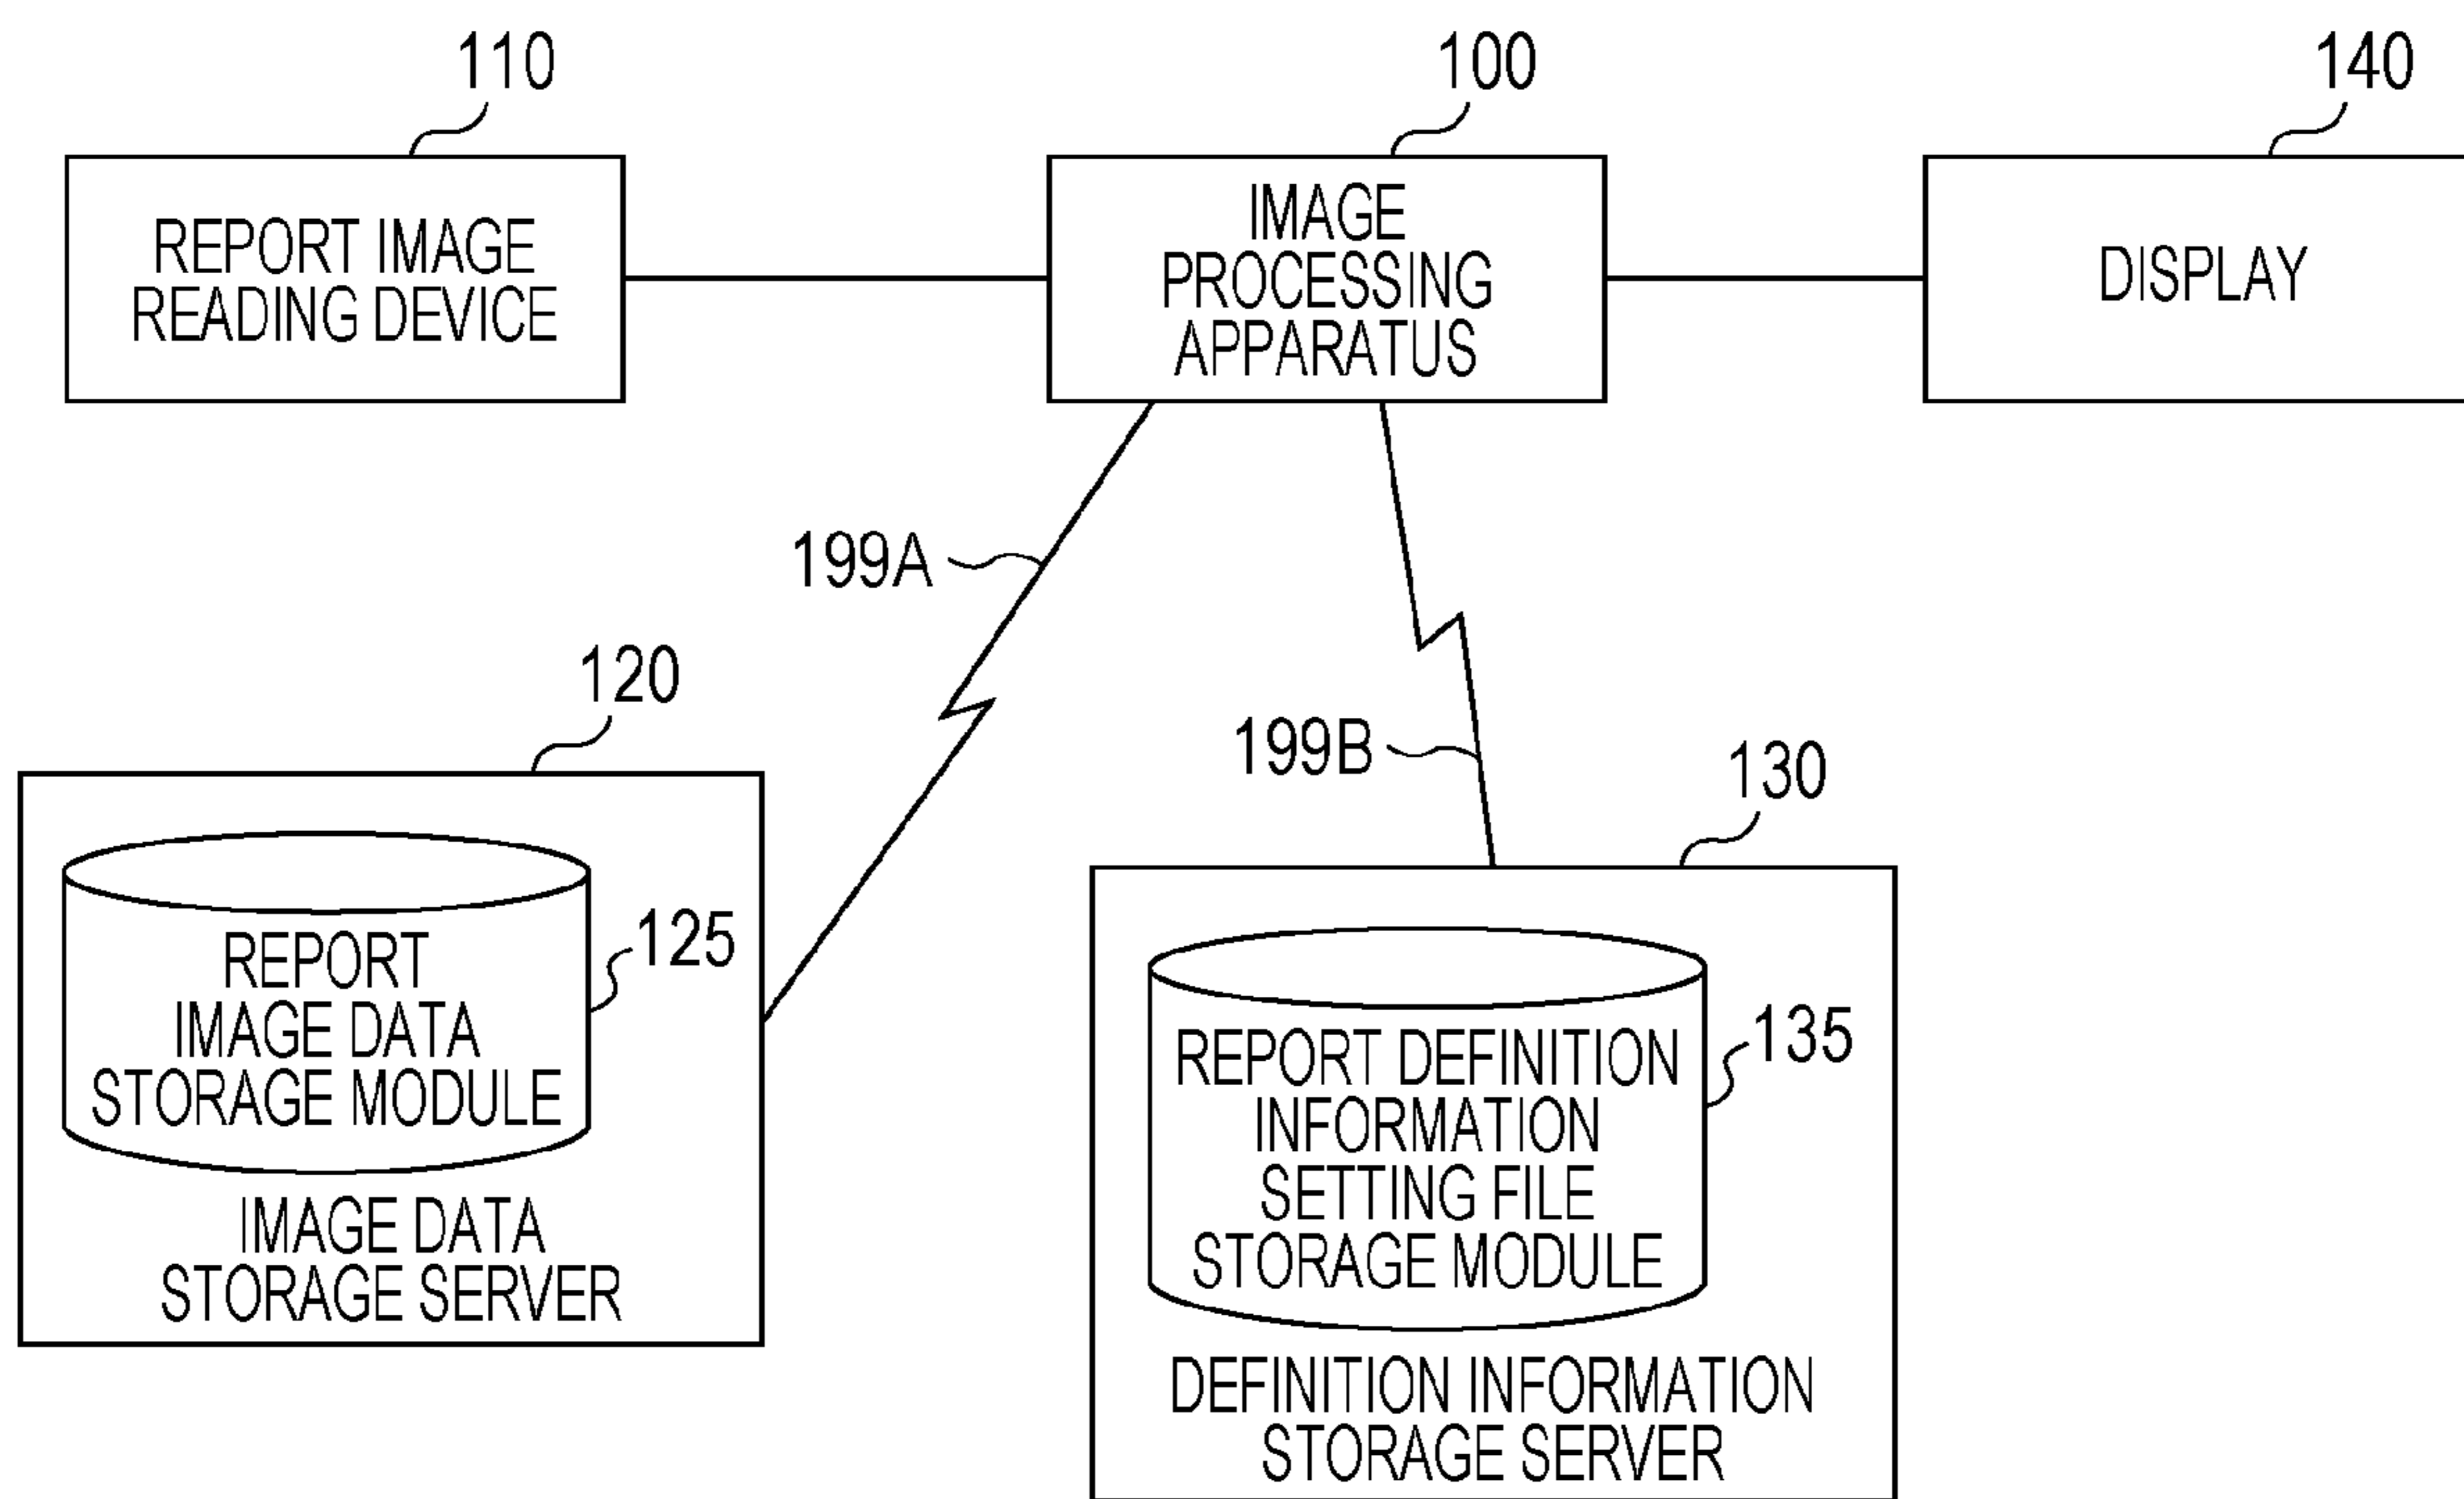 110
100
140
REPORT IMAGE
READING DEVICE
IMAGE
PROCESSING
APPARATUS
DISPLAY
199A
199B
120
130
REPORT
IMAGE DATA
STORAGE MODULE
125
IMAGE DATA
STORAGE SERVER
REPORT DEFINITION
INFORMATION
SETTING FILE
STORAGE MODULE
135
DEFINITION INFORMATION
STORAGE SERVER